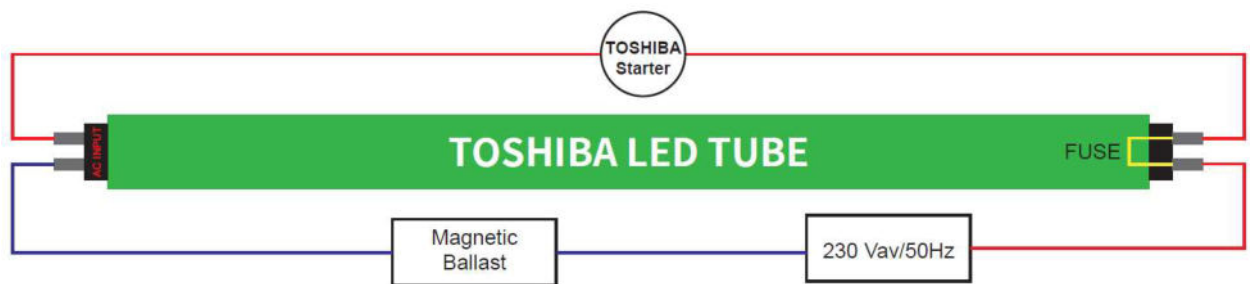 TOSHIBA
Starter
AC INPUT
TOSHIBA LED TUBE
FUSE
Magnetic
Ballast
230 Vav/50Hz